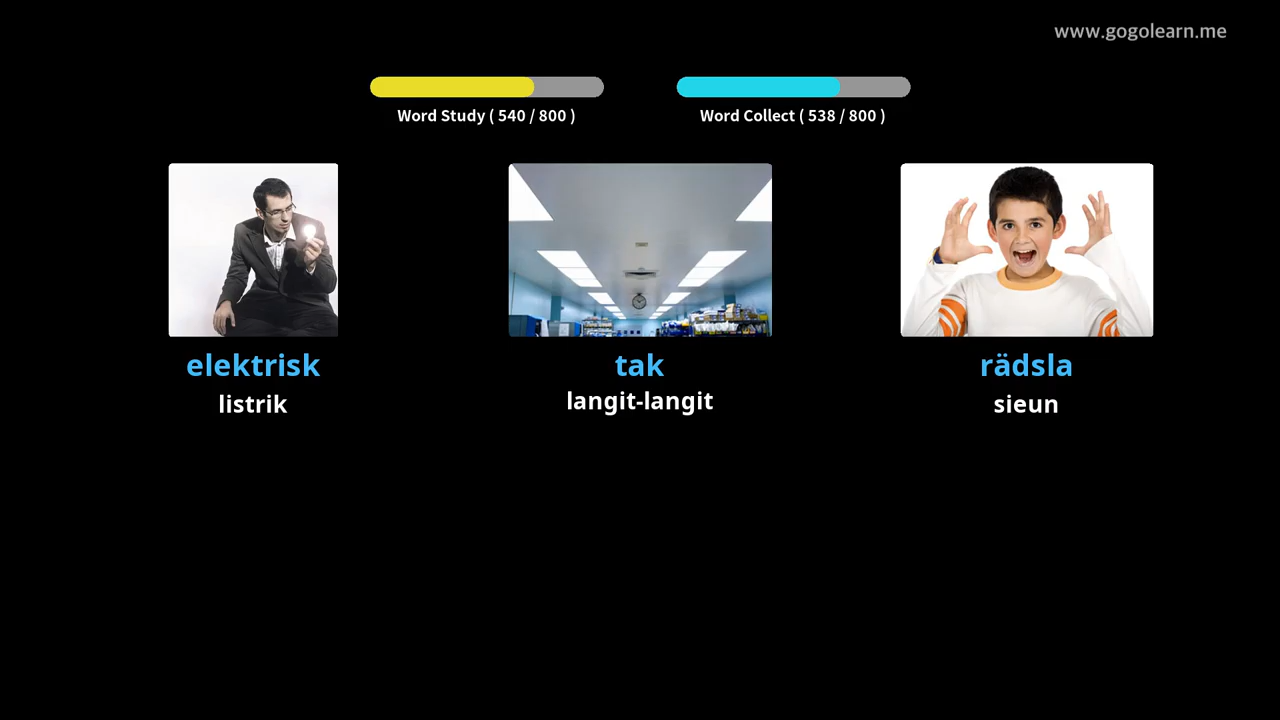 www.gogolearn.me
Word Study ( 540 / 800 )
Word Collect ( 538 / 800 )
elektrisk
listrik
tak
langit-langit
rädsla
sieun